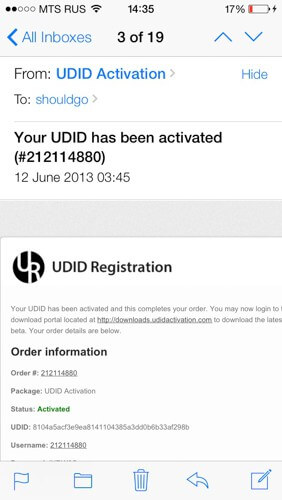 MTS RUS 14:35 17%
All Inboxes 3 of 19
From: UDID Activation Hide
To: shouldgo
Your UDID has been activated
(#212114880)
12 June 2013 03:45
UR UDID Registration
Your UDID has been activated and this completes your order. You may now login to
download portal located at http://downloads.udidactivation.com to download the lates
beta. Your order details are below.
Order information
Order #: 212114880
Package: UDID Activation
Status: Activated
UDID: 8104a5acf3e9ea8141104385a3dd0b6b33af298b
Username: 212114880